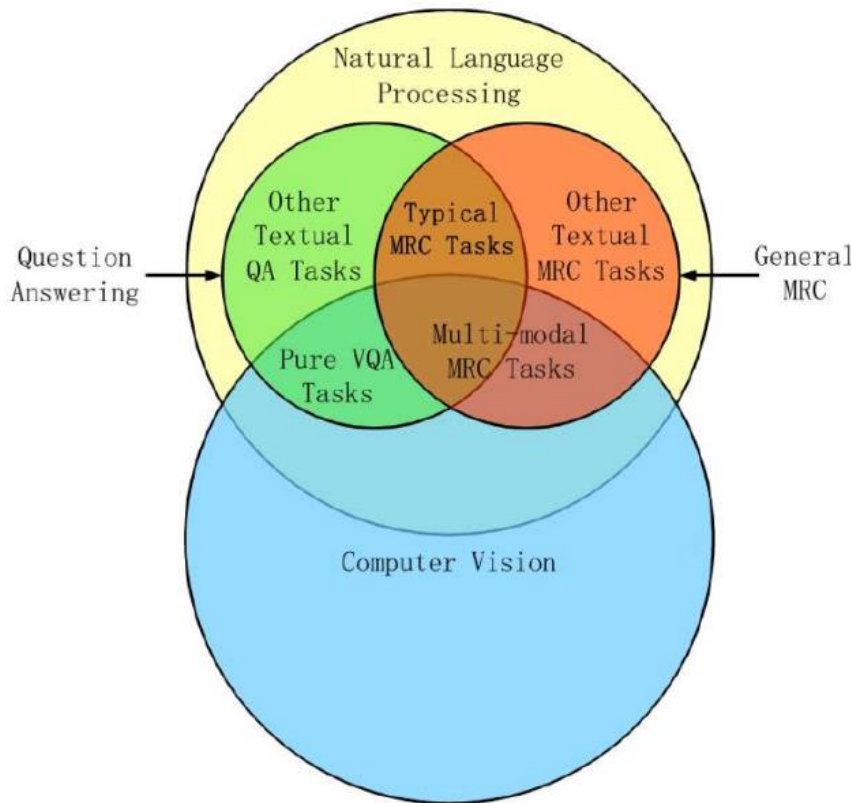 Natural Language
Processing
Other
Textual
QA Tasks
Typical
MRC Tasks
Other
Textual
MRC Tasks
Question
Answering
General
MRC
Pure VQA
Tasks
Multi-modal
MRC Tasks
Computer Vision